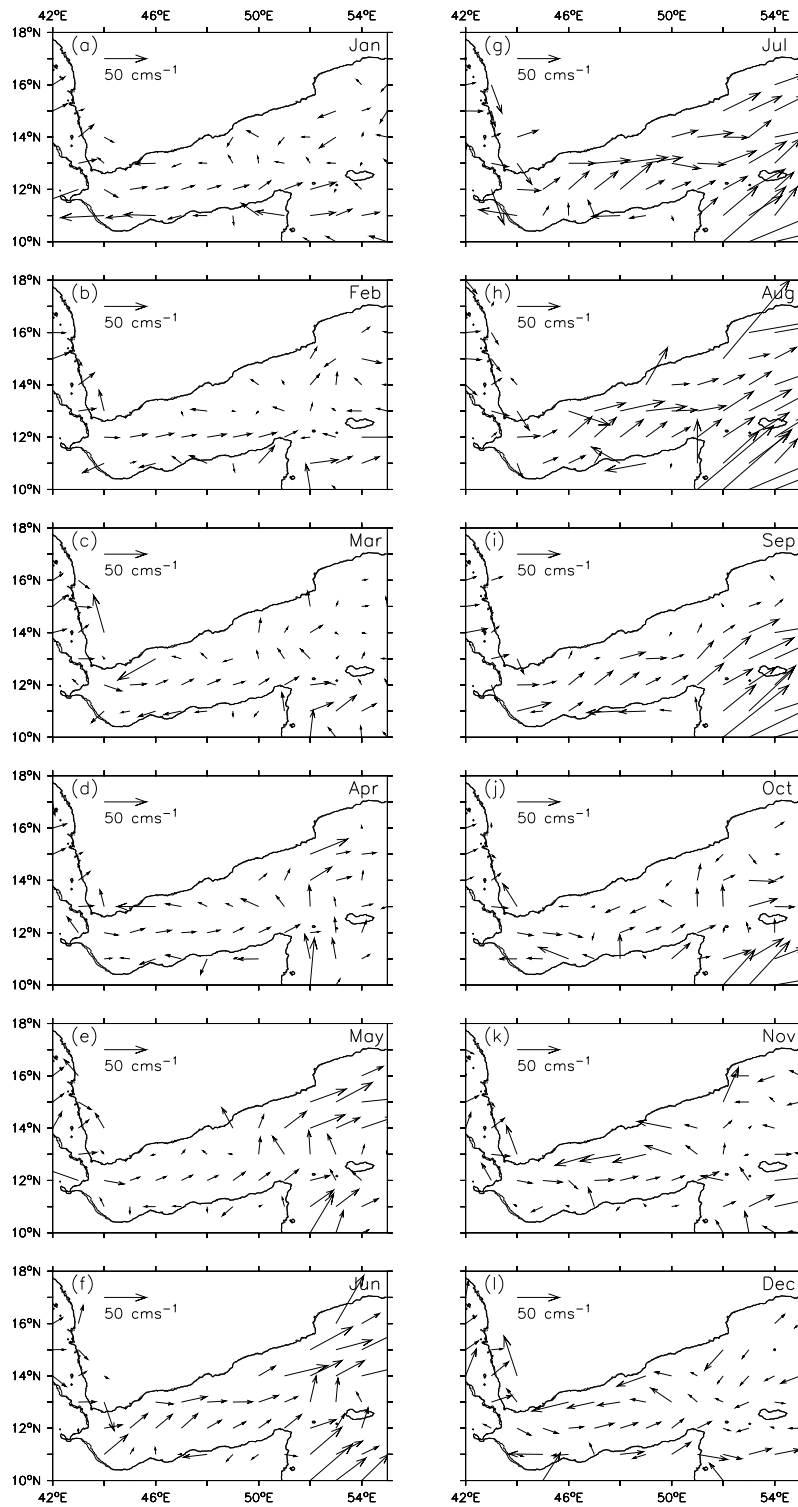 42°E 46°E 50°E 54°E 42°E 46°E 50°E 54°E
18°N
(a) Jan (g) Jul
50 cms⁻¹ 50 cms⁻¹
16°N
14°N
12°N
10°N
18°N
(b) Feb (h) Aug
50 cms⁻¹ 50 cms⁻¹
16°N
14°N
12°N
10°N
18°N
(c) Mar (i) Sep
50 cms⁻¹ 50 cms⁻¹
16°N
14°N
12°N
10°N
18°N
(d) Apr (j) Oct
50 cms⁻¹ 50 cms⁻¹
16°N
14°N
12°N
10°N
18°N
(e) May (k) Nov
50 cms⁻¹ 50 cms⁻¹
16°N
14°N
12°N
10°N
18°N
(f) Jun (l) Dec
50 cms⁻¹ 50 cms⁻¹
16°N
14°N
12°N
10°N
42°E 46°E 50°E 54°E 42°E 46°E 50°E 54°E